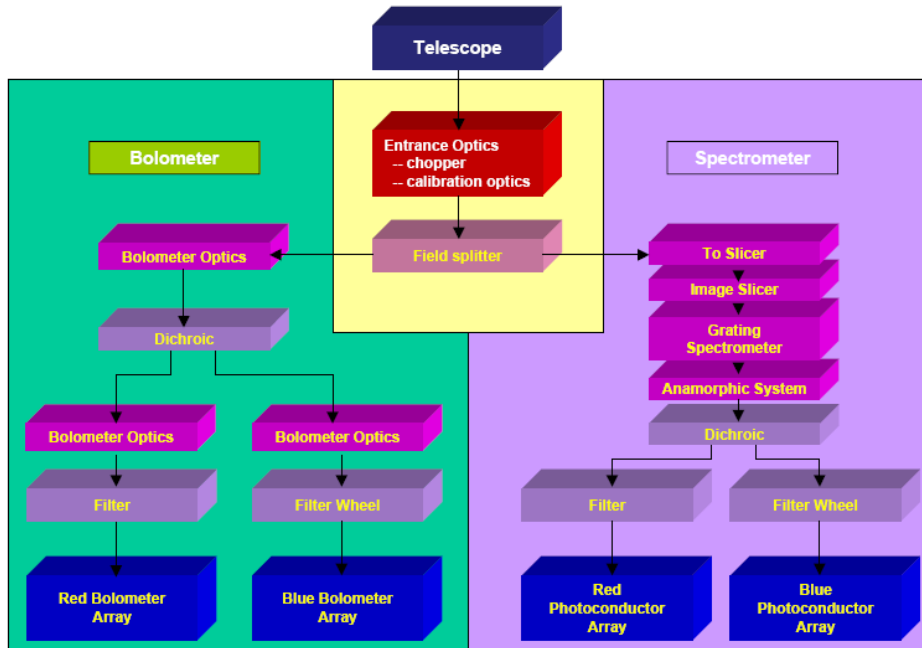 Telescope
Entrance Optics
-- chopper
-- calibration optics
Bolometer
Spectrometer
Field splitter
Bolometer Optics
To Slicer
Image Slicer
Grating
Spectrometer
Dichroic
Anamorphic System
Dichroic
Bolometer Optics
Bolometer Optics
Filter
Filter Wheel
Filter
Filter Wheel
Red Bolometer
Array
Blue Bolometer
Array
Red
Photoconductor
Array
Blue
Photoconductor
Array